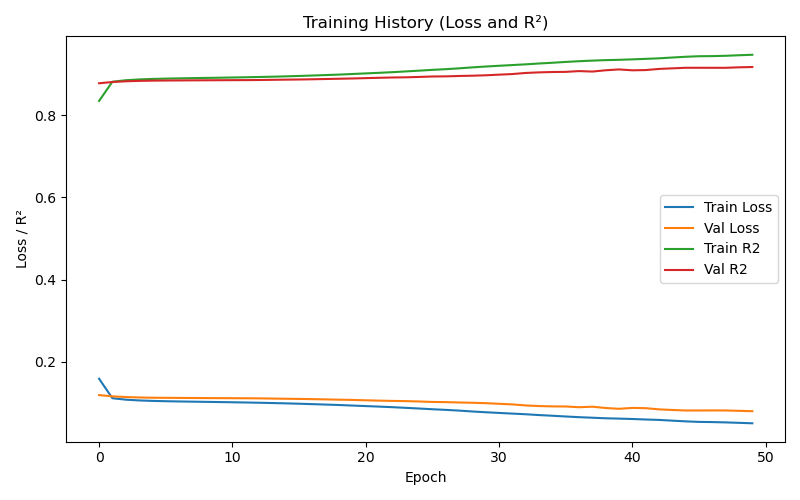 Training History (Loss and R²)
Loss / R²
0.8
0.6
0.4
0.2
Train Loss
Val Loss
Train R2
Val R2
0 10 20 30 40 50
Epoch